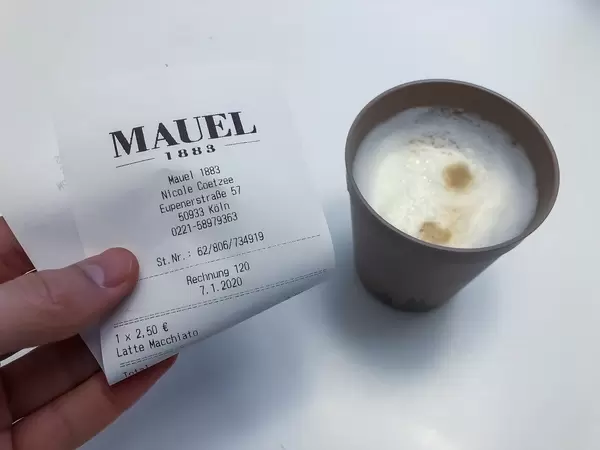 MAUEL
1883
Mauel 1883
Nicole Coetzee
Eupenerstraße 57
50933 Köln
0221-58979363
St.Nr.: 62/806/734919
Rechnung 120
7.1.2020
1 x 2,50 €
Latte Macchiato